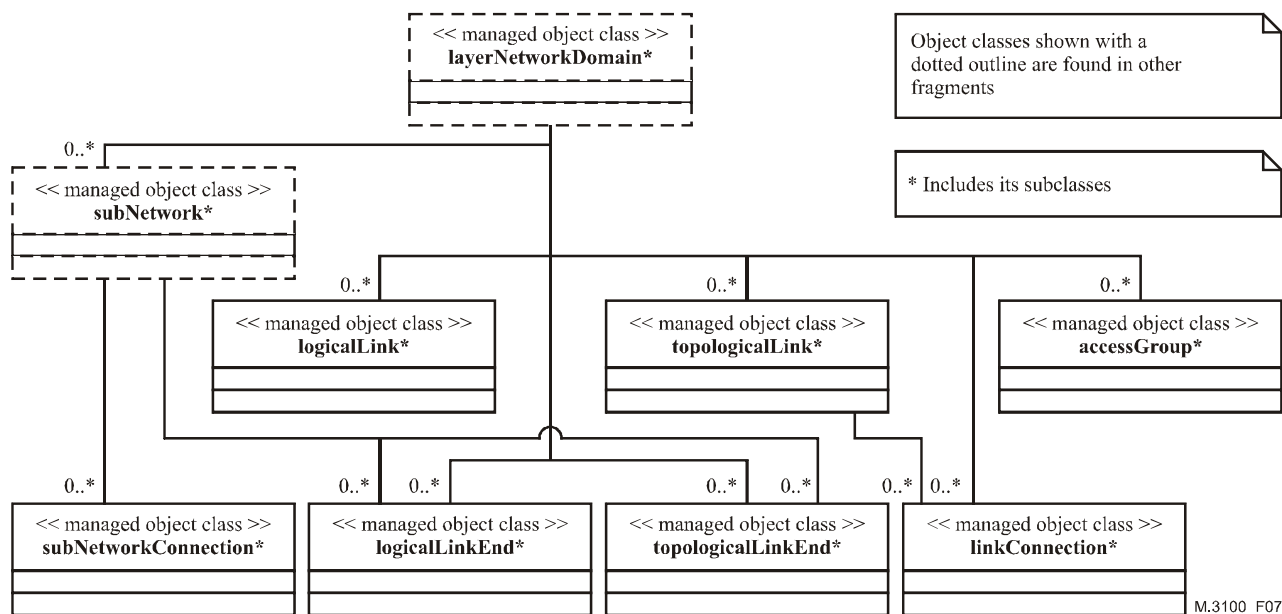 << managed object class >>
layerNetworkDomain*
Object classes shown with a
dotted outline are found in other
fragments
* Includes its subclasses
0..*
<< managed object class >>
subNetwork*
0..*
0..*
0..*
<< managed object class >>
logicalLink*
<< managed object class >>
topologicalLink*
<< managed object class >>
accessGroup*
0..*
0..*
0..*
0..*
0..*
0..*
0..*
<< managed object class >>
subNetworkConnection*
<< managed object class >>
logicalLinkEnd*
<< managed object class >>
topologicalLinkEnd*
<< managed object class >>
linkConnection*
M.3100_F07